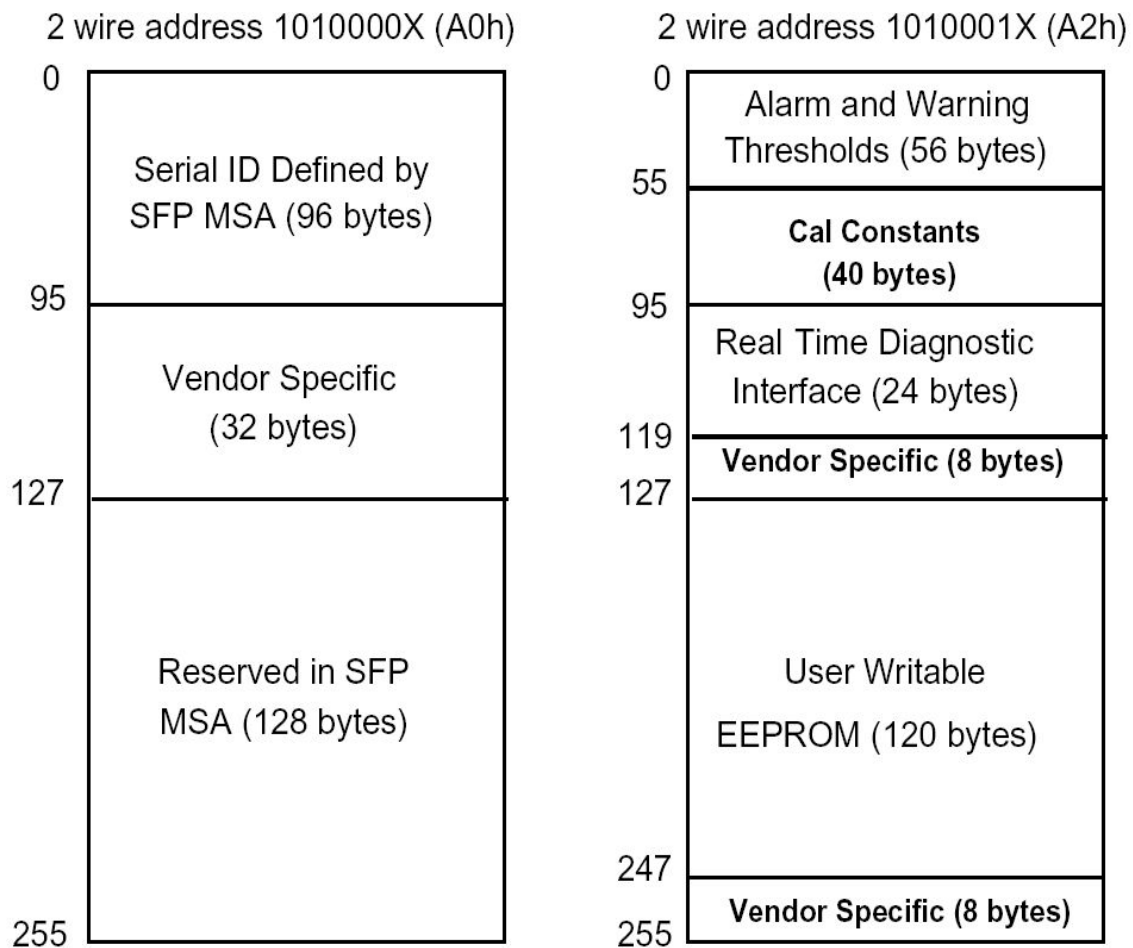 2 wire address 1010000X (A0h)
0
Serial ID Defined by
SFP MSA (96 bytes)
95
Vendor Specific
(32 bytes)
127
Reserved in SFP
MSA (128 bytes)
255
2 wire address 1010001X (A2h)
0
Alarm and Warning
Thresholds (56 bytes)
55
Cal Constants
(40 bytes)
95
Real Time Diagnostic
Interface (24 bytes)
119
Vendor Specific (8 bytes)
127
User Writable
EEPROM (120 bytes)
247
Vendor Specific (8 bytes)
255